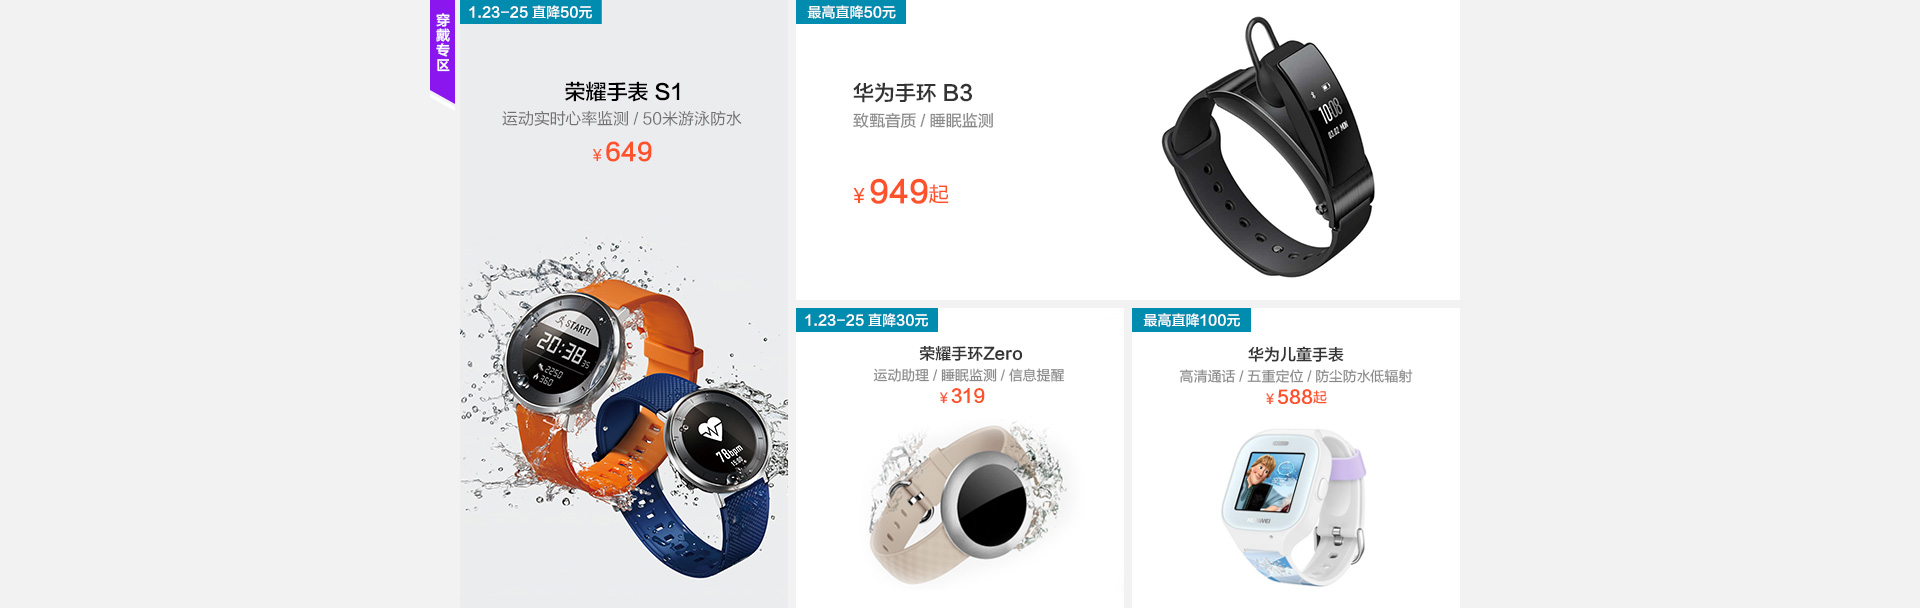 穿戴专区
1.23-25 直降50元
荣耀手表 S1
运动实时心率监测 / 50米游泳防水
¥649
START!
20:38 35
2250
360
78bpm
最高直降50元
华为手环 B3
致甄音质 / 睡眠监测
¥949起
10:08
03.02 MON
1.23-25 直降30元
荣耀手环Zero
运动助理 / 睡眠监测 / 信息提醒
¥319
最高直降100元
华为儿童手表
高清通话 / 五重定位 / 防尘防水低辐射
¥588起
HUAWEI